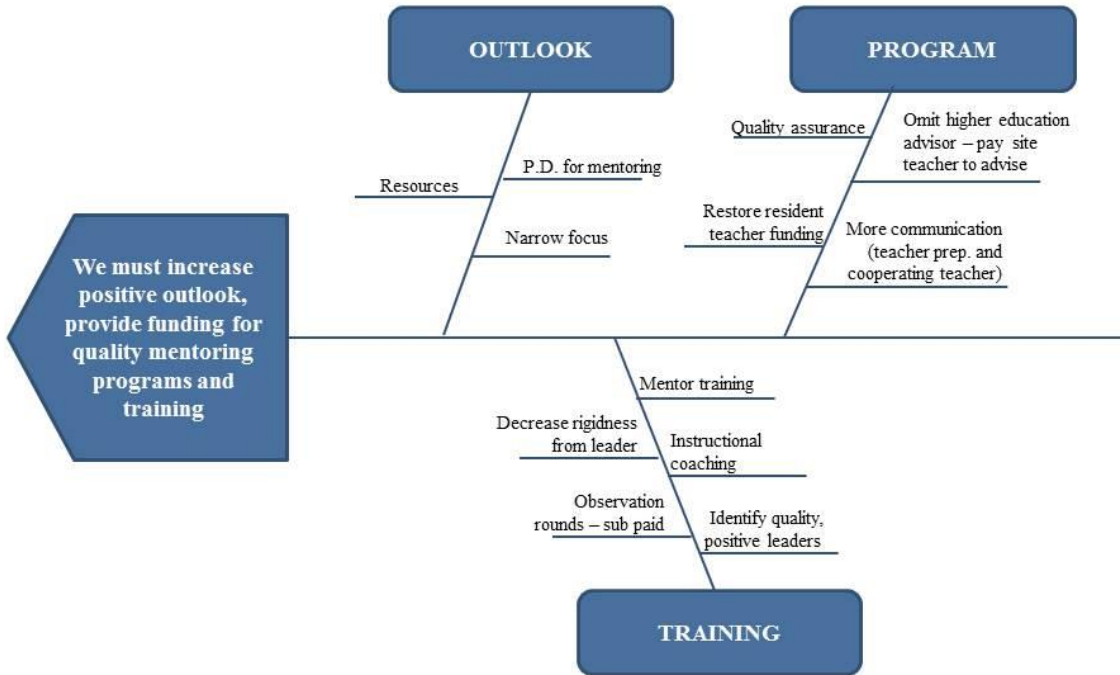 OUTLOOK
PROGRAM
Quality assurance
Omit higher education
advisor – pay site
teacher to advise
P.D. for mentoring
Resources
Restore resident
teacher funding
More communication
(teacher prep. and
cooperating teacher)
Narrow focus
We must increase
positive outlook,
provide funding for
quality mentoring
programs and
training
Mentor training
Decrease rigidness
from leader
Instructional
coaching
Observation
rounds – sub paid
Identify quality,
positive leaders
TRAINING